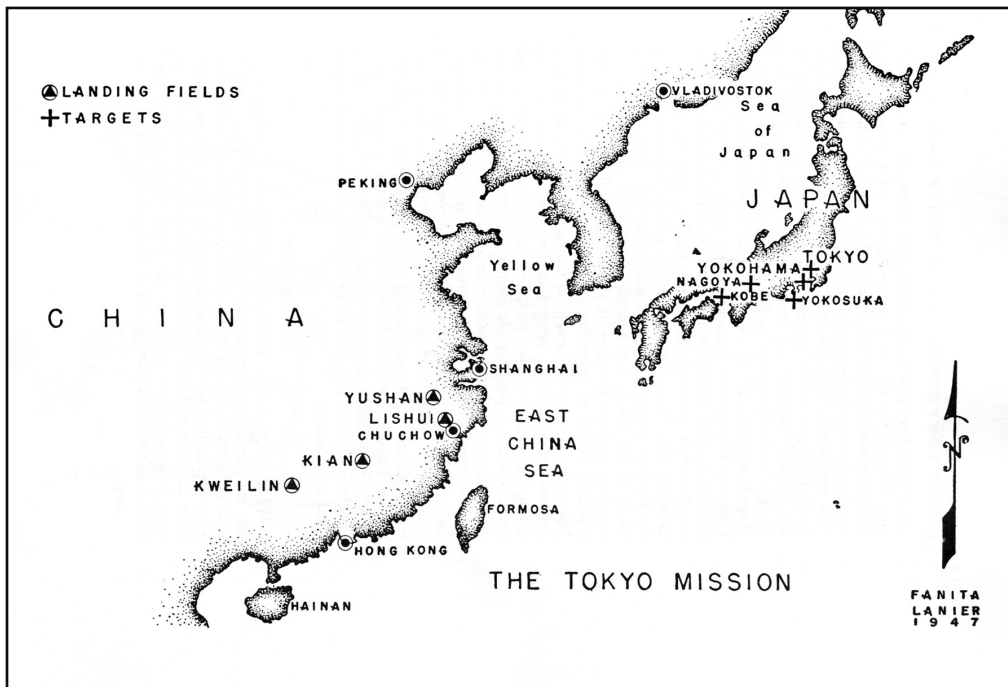 LANDING FIELDS
TARGETS
VLADIVOSTOK
Sea
of
Japan
PEKING
JAPAN
Yellow
Sea
TOKYO
YOKOHAMA
NAGOYA
KOBE
YOKOSUKA
CHINA
SHANGHAI
YUSHAN
LISHUI
CHUCHOW
EAST
CHINA
SEA
KIAN
KWEILIN
FORMOSA
HONG KONG
HAINAN
THE TOKYO MISSION
N
FANITA
LANIER
1947